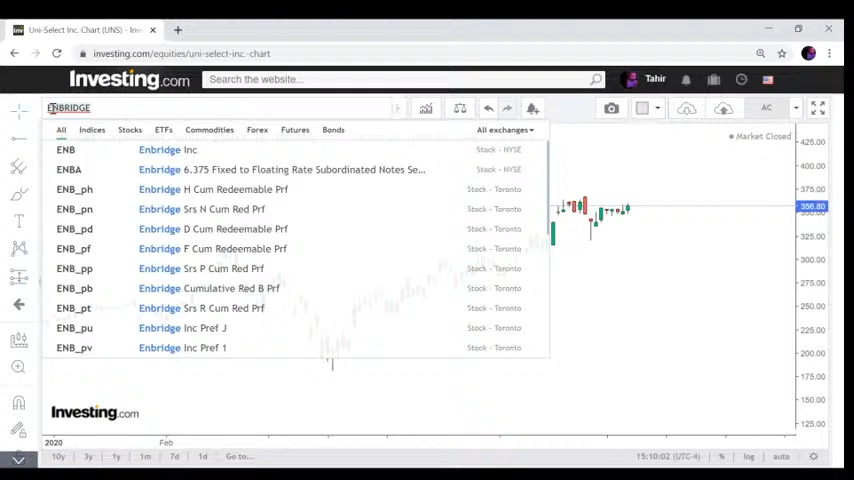 Uni-Select Inc. Chart (UNS) - Inv
investing.com/equities/uni-select-inc.-chart
Investing.com
Search the website...
Tahir
ENBRIDGE
AC
All Indices Stocks ETFs Commodities Forex Futures Bonds All exchanges
Market Closed
ENB Enbridge Inc Stock - NYSE
ENBA Enbridge 6.375 Fixed to Floating Rate Subordinated Notes Se... Stock - NYSE
ENB_ph Enbridge H Cum Redeemable Prf Stock - Toronto
ENB_pn Enbridge Srs N Cum Red Prf Stock - Toronto
ENB_pd Enbridge D Cum Redeemable Prf Stock - Toronto
ENB_pf Enbridge F Cum Redeemable Prf Stock - Toronto
ENB_pp Enbridge Srs P Cum Red Prf Stock - Toronto
ENB_pb Enbridge Cumulative Red B Prf Stock - Toronto
ENB_pt Enbridge Srs R Cum Red Prf Stock - Toronto
ENB_pu Enbridge Inc Pref J Stock - Toronto
ENB_pv Enbridge Inc Pref 1 Stock - Toronto
425.00
400.00
375.00
356.80
325.00
300.00
275.00
250.00
225.00
200.00
175.00
150.00
125.00
Investing.com
2020 Feb
10y 3y 1y 1m 7d 1d Go to... 15:10:02 (UTC-4) % log auto